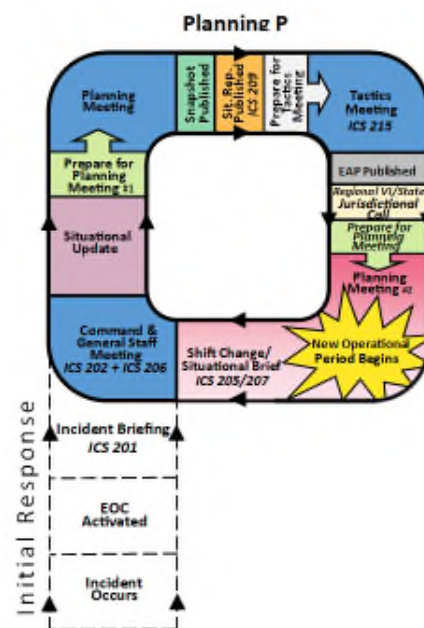 Planning P
Planning
Meeting
Snapshot
Published
Sit. Rep.
Published
ICS 209
Prepare for
Tactics
Meeting
Tactics
Meeting
ICS 215
EAP Published
Regional VI/State
Jurisdictional
Call
Prepare for
Planning
Meeting
Planning
Meeting #2
New Operational
Period Begins
Shift Change/
Situational Brief
ICS 205/207
Command &
General Staff
Meeting
ICS 202 + ICS 206
Situational
Update
Prepare for
Planning
Meeting #1
Incident Briefing
ICS 201
EOC
Activated
Incident
Occurs
Initial Response